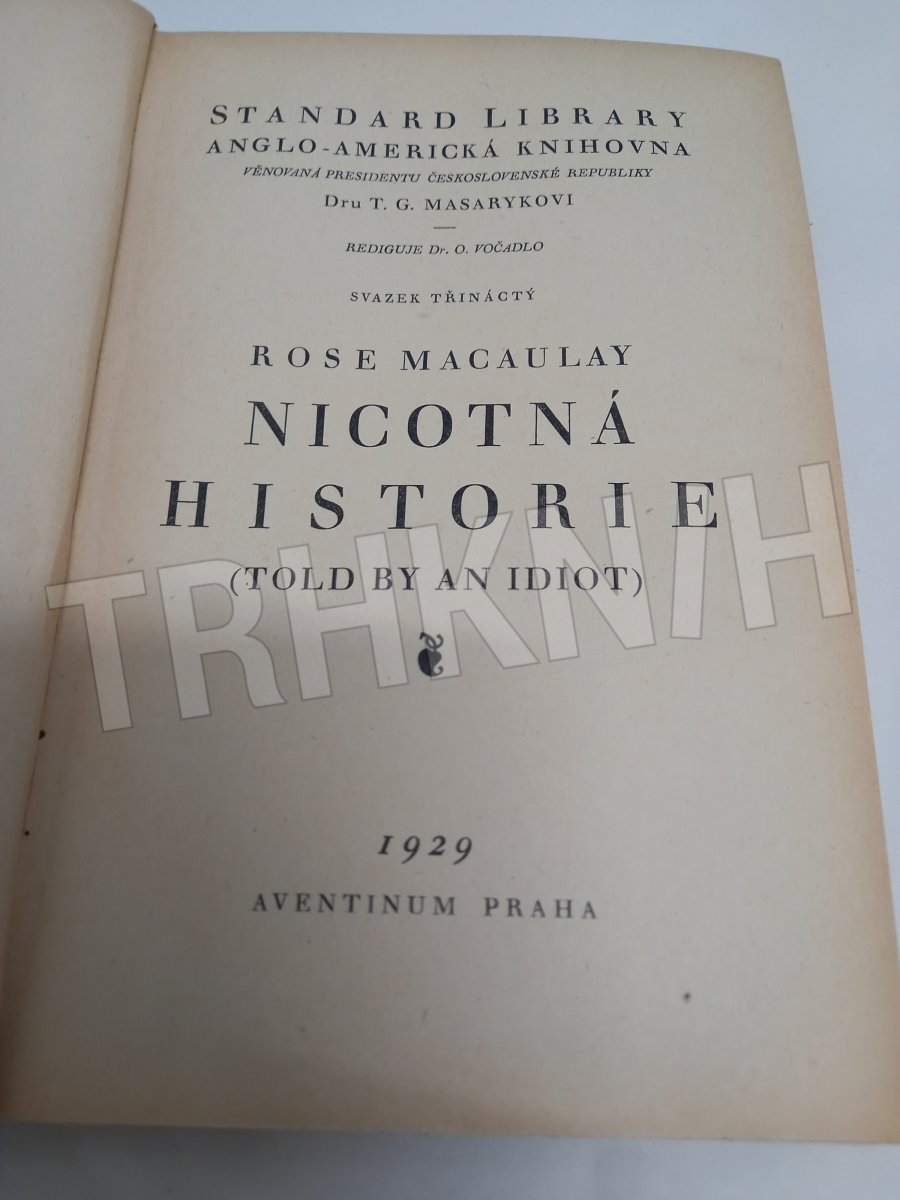 STANDARD LIBRARY
ANGLO-AMERICKÁ KNIHOVNA
VĚNOVANÁ PRESIDENTU ČESKOSLOVENSKÉ REPUBLIKY
Dru T. G. MASARYKOVI
REDIGUJE Dr. O. VOČADLO
SVAZEK TŘINÁCTÝ
ROSE MACAULAY
NICOTNÁ
HISTORIE
(TOLD BY AN IDIOT)
TRHKN/H
1929
AVENTINUM PRAHA